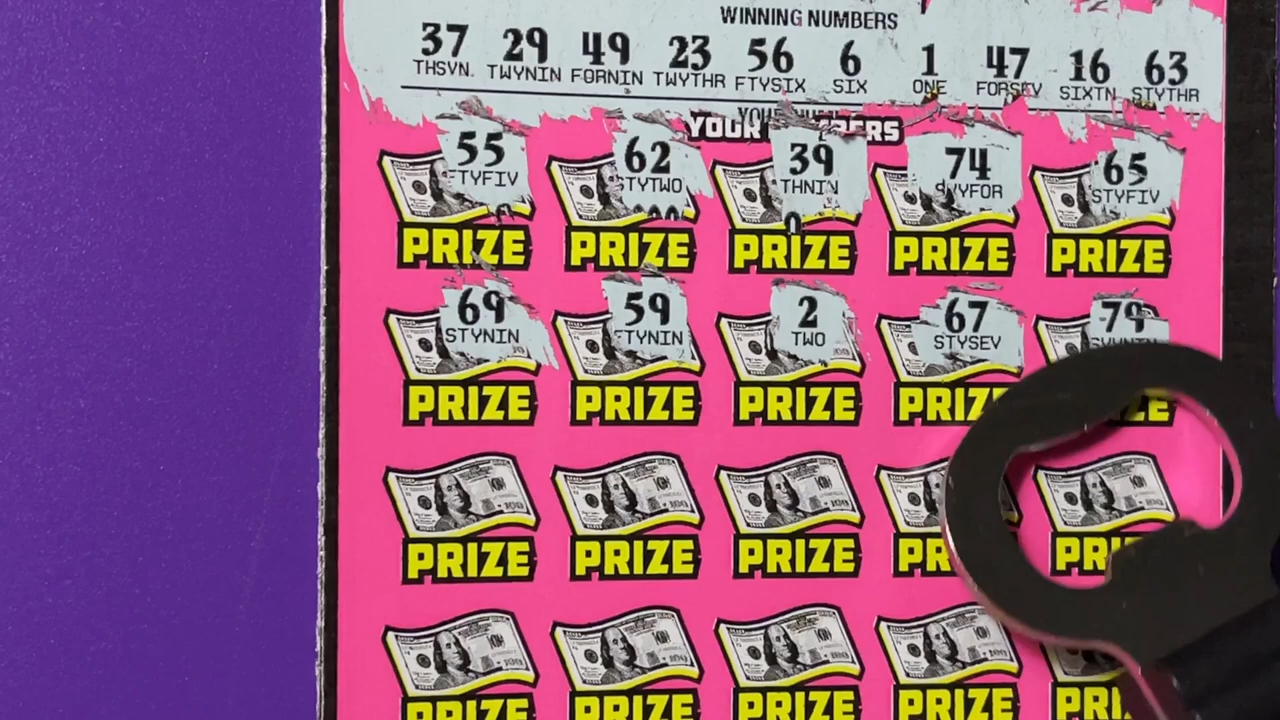 WINNING NUMBERS
37 29 49 23 56 6 1 47 16 63
THSVN. TWYNIN FORNIN TWYTHR FTYSIX SIX ONE FORSEV SIXTN STYTHR
YOUR
55 62 39 74 65
FTYFIV STYTWO THNIN SVYFOR STYFIV
PRIZE PRIZE PRIZE PRIZE PRIZE
69 59 2 67 79
STYNIN FTYNIN TWO STYSEV
PRIZE PRIZE PRIZE PRIZE
PRIZE PRIZE PRIZE
PRIZE PRIZE PRIZE PRIZE